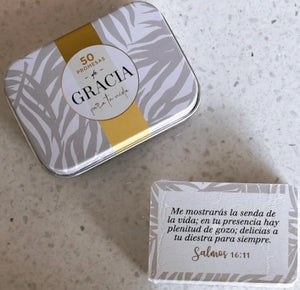 50
PROMESAS
de
GRACIA
para tu vida
Me mostrarás la senda de
la vida; en tu presencia hay
plenitud de gozo; delicias a
tu diestra para siempre.
Salmos 16:11